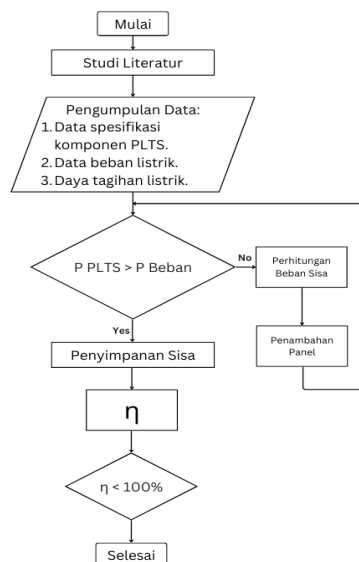 Mulai
Studi Literatur
Pengumpulan Data:
1. Data spesifikasi
komponen PLTS.
2. Data beban listrik.
3. Daya tagihan listrik.
P PLTS > P Beban
No
Perhitungan
Beban Sisa
Penambahan
Panel
Yes
Penyimpanan Sisa
η
η < 100%
Selesai